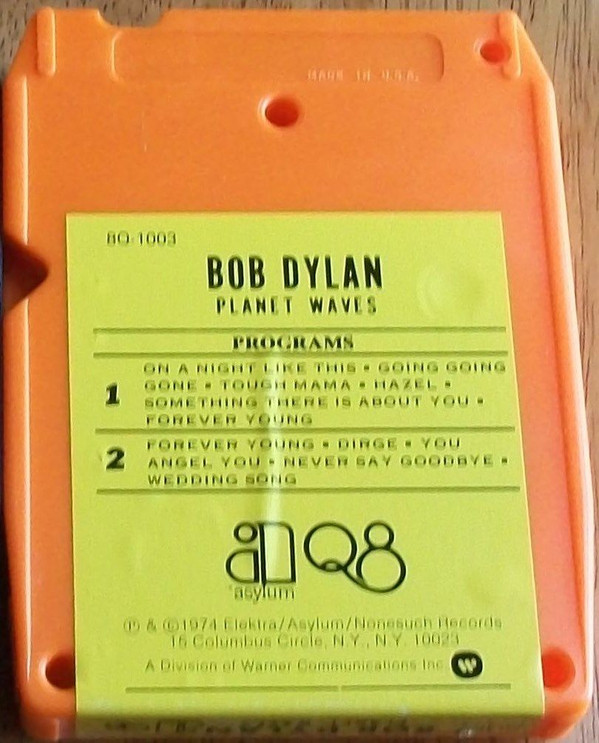 MADE IN U.S.A.
8Q-1003
BOB DYLAN
PLANET WAVES
PROGRAMS
1
ON A NIGHT LIKE THIS • GOING GOING
GONE • TOUGH MAMA • HAZEL •
SOMETHING THERE IS ABOUT YOU •
FOREVER YOUNG
2
FOREVER YOUNG • DIRGE • YOU
ANGEL YOU • NEVER SAY GOODBYE •
WEDDING SONG
Q8
asylum
℗ & ©1974 Elektra/Asylum/Nonesuch Records
15 Columbus Circle, N.Y., N.Y. 10023
A Division of Warner Communications Inc. W